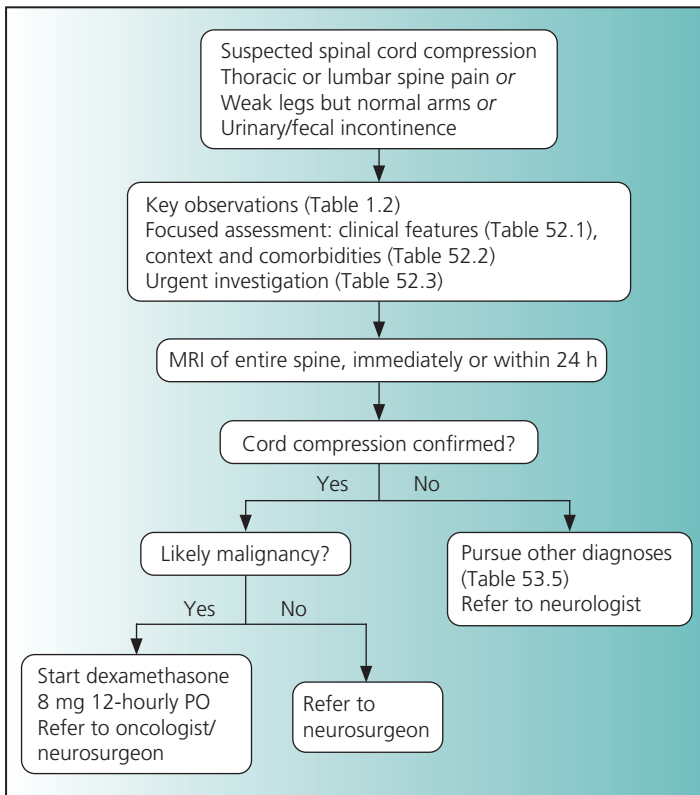 Suspected spinal cord compression
Thoracic or lumbar spine pain or
Weak legs but normal arms or
Urinary/fecal incontinence
Key observations (Table 1.2)
Focused assessment: clinical features (Table 52.1),
context and comorbidities (Table 52.2)
Urgent investigation (Table 52.3)
MRI of entire spine, immediately or within 24 h
Cord compression confirmed?
Yes
No
Likely malignancy?
Pursue other diagnoses
(Table 53.5)
Refer to neurologist
Yes
No
Start dexamethasone
8 mg 12-hourly PO
Refer to oncologist/
neurosurgeon
Refer to
neurosurgeon